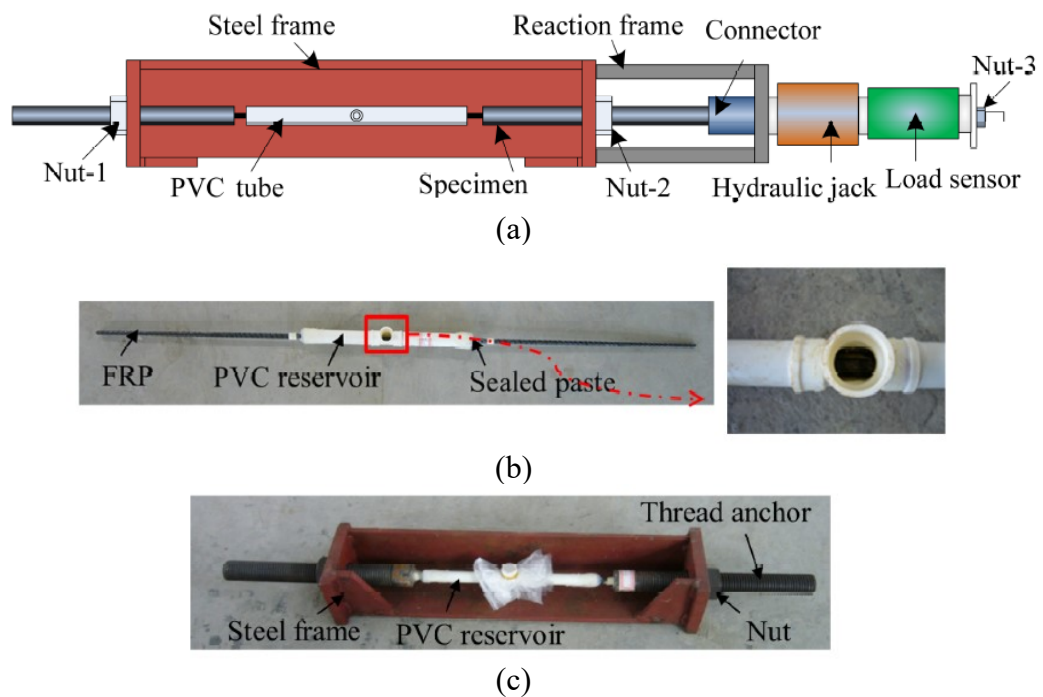 Steel frame
Reaction frame
Connector
Nut-3
Nut-1
PVC tube
Specimen
Nut-2
Hydraulic jack
Load sensor
(a)
FRP
PVC reservoir
Sealed paste
(b)
Thread anchor
Steel frame
PVC reservoir
Nut
(c)